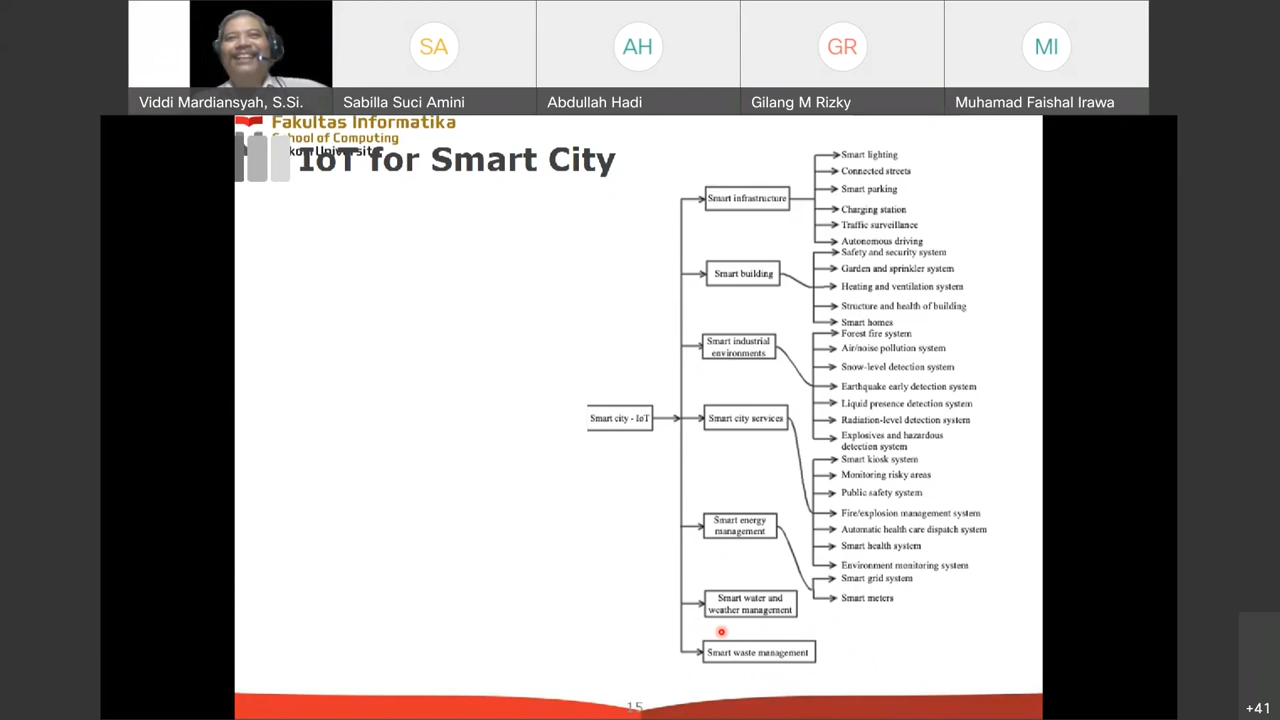 SA
AH
GR
MI
Viddi Mardiansyah, S.Si.
Sabilla Suci Amini
Abdullah Hadi
Gilang M Rizky
Muhamad Faishal Irawa
Fakultas Informatika
School of Computing
IoT for Smart City
Smart city - IoT
Smart infrastructure
Smart lighting
Connected streets
Smart parking
Charging station
Traffic surveillance
Autonomous driving
Smart building
Safety and security system
Garden and sprinkler system
Heating and ventilation system
Structure and health of building
Smart homes
Smart industrial
environments
Forest fire system
Air/noise pollution system
Snow-level detection system
Earthquake early detection system
Liquid presence detection system
Radiation-level detection system
Explosives and hazardous
detection system
Smart city services
Smart kiosk system
Monitoring risky areas
Public safety system
Fire/explosion management system
Automatic health care dispatch system
Smart health system
Environment monitoring system
Smart energy
management
Smart grid system
Smart meters
Smart water and
weather management
Smart waste management
15
+41